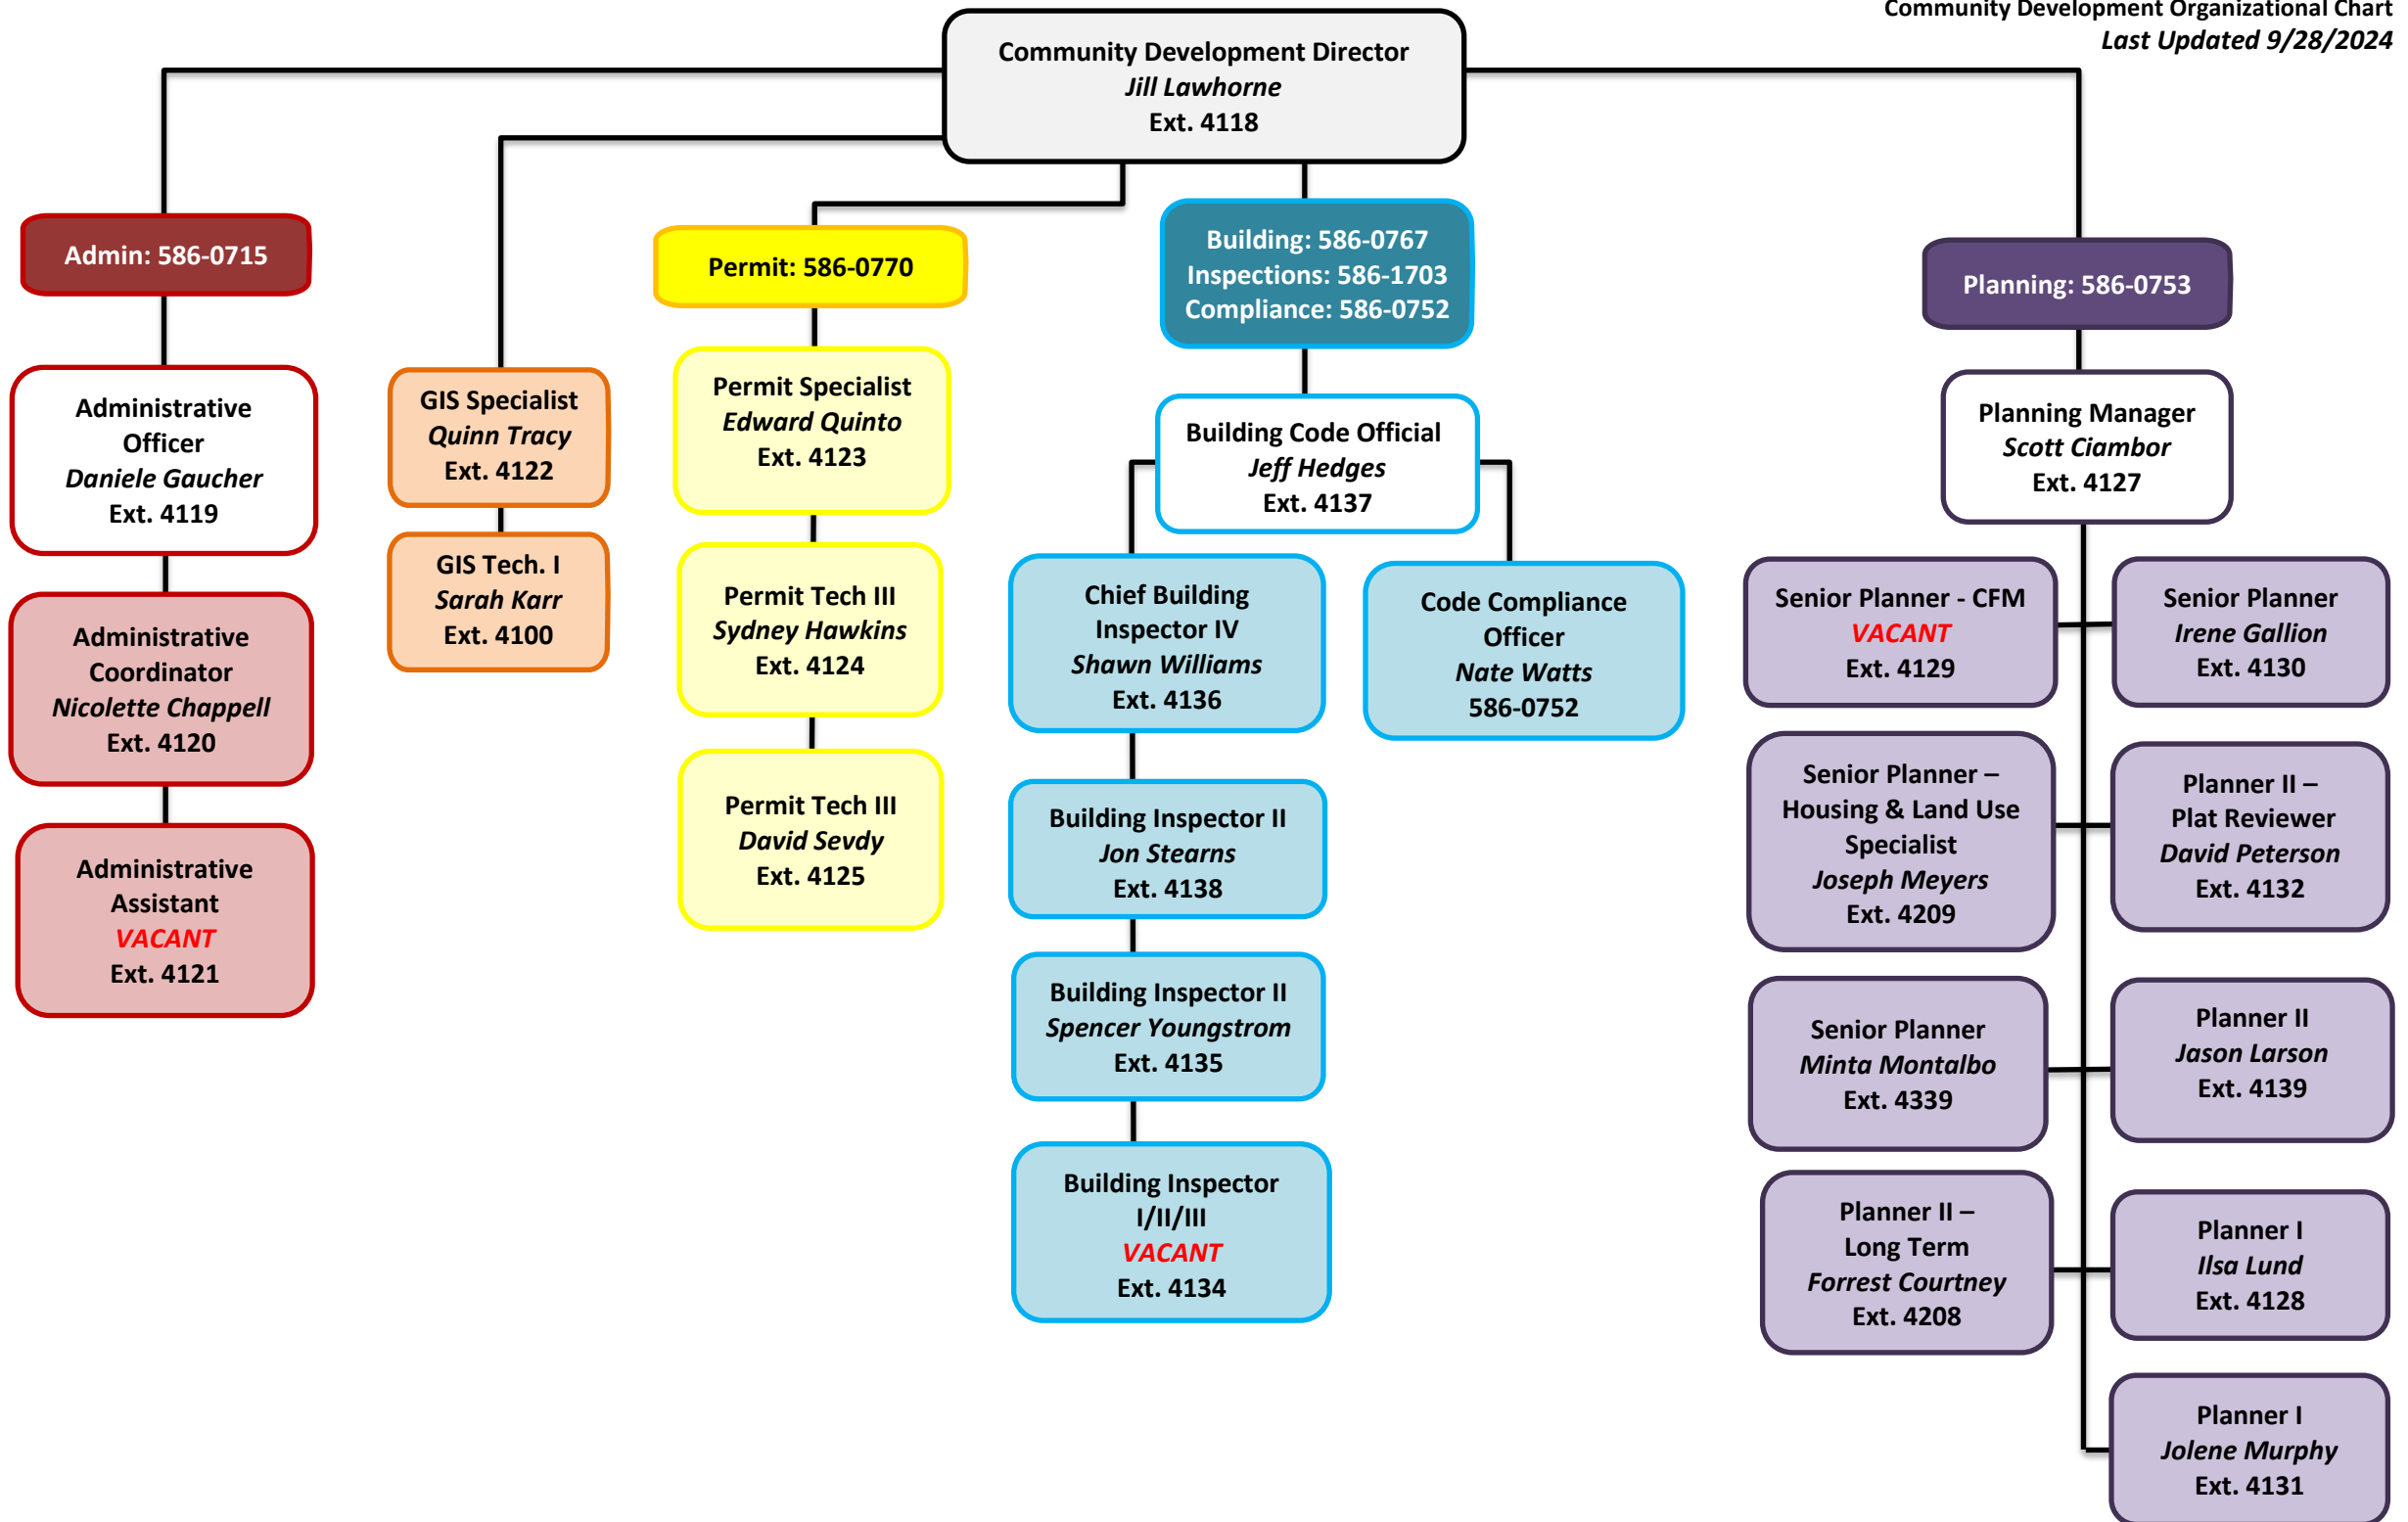 Community Development Organizational Chart
Last Updated 9/28/2024
Community Development Director
Jill Lawhorne
Ext. 4118
Admin: 586-0715
Administrative
Officer
Daniele Gaucher
Ext. 4119
Administrative
Coordinator
Nicolette Chappell
Ext. 4120
Administrative
Assistant
VACANT
Ext. 4121
GIS Specialist
Quinn Tracy
Ext. 4122
GIS Tech. I
Sarah Karr
Ext. 4100
Permit: 586-0770
Permit Specialist
Edward Quinto
Ext. 4123
Permit Tech III
Sydney Hawkins
Ext. 4124
Permit Tech III
David Sevdy
Ext. 4125
Building: 586-0767
Inspections: 586-1703
Compliance: 586-0752
Building Code Official
Jeff Hedges
Ext. 4137
Chief Building
Inspector IV
Shawn Williams
Ext. 4136
Code Compliance
Officer
Nate Watts
586-0752
Building Inspector II
Jon Stearns
Ext. 4138
Building Inspector II
Spencer Youngstrom
Ext. 4135
Building Inspector
I/II/III
VACANT
Ext. 4134
Planning: 586-0753
Planning Manager
Scott Ciambor
Ext. 4127
Senior Planner - CFM
VACANT
Ext. 4129
Senior Planner
Irene Gallion
Ext. 4130
Senior Planner –
Housing & Land Use
Specialist
Joseph Meyers
Ext. 4209
Planner II –
Plat Reviewer
David Peterson
Ext. 4132
Senior Planner
Minta Montalbo
Ext. 4339
Planner II
Jason Larson
Ext. 4139
Planner II –
Long Term
Forrest Courtney
Ext. 4208
Planner I
Ilsa Lund
Ext. 4128
Planner I
Jolene Murphy
Ext. 4131